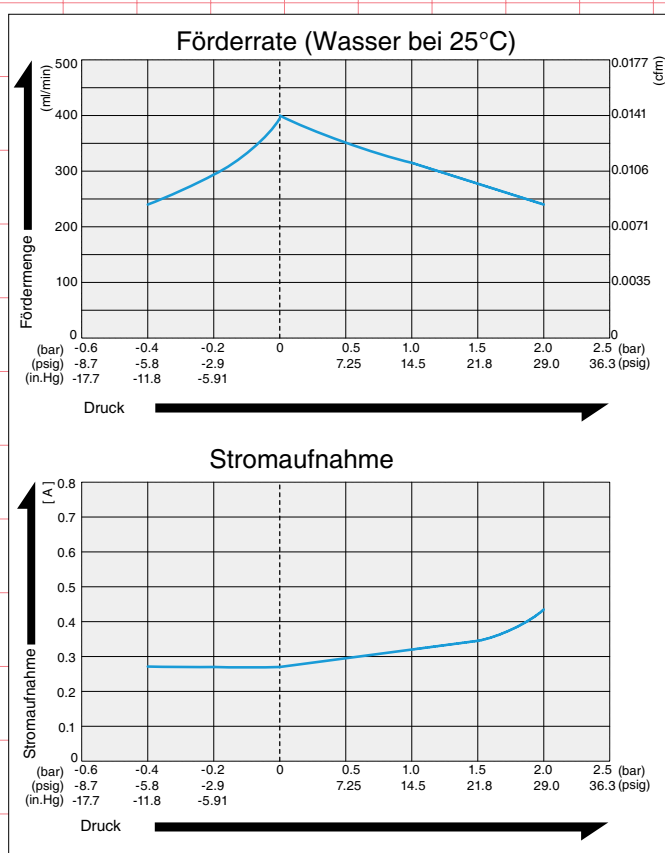 Förderrate (Wasser bei 25°C)
(ml/min)
Fördermenge
500
400
300
200
100
0
0.0177
0.0141
0.0106
0.0071
0.0035
0
(cfm)
(bar) -0.6 -0.4 -0.2 0 0.5 1.0 1.5 2.0 2.5 (bar)
(psig) -8.7 -5.8 -2.9 7.25 14.5 21.8 29.0 36.3 (psig)
(in.Hg) -17.7 -11.8 -5.91
Druck
Stromaufnahme
[ A ]
Stromaufnahme
0.8
0.7
0.6
0.5
0.4
0.3
0.2
0.1
0
(bar) -0.6 -0.4 -0.2 0 0.5 1.0 1.5 2.0 2.5 (bar)
(psig) -8.7 -5.8 -2.9 7.25 14.5 21.8 29.0 36.3 (psig)
(in.Hg) -17.7 -11.8 -5.91
Druck